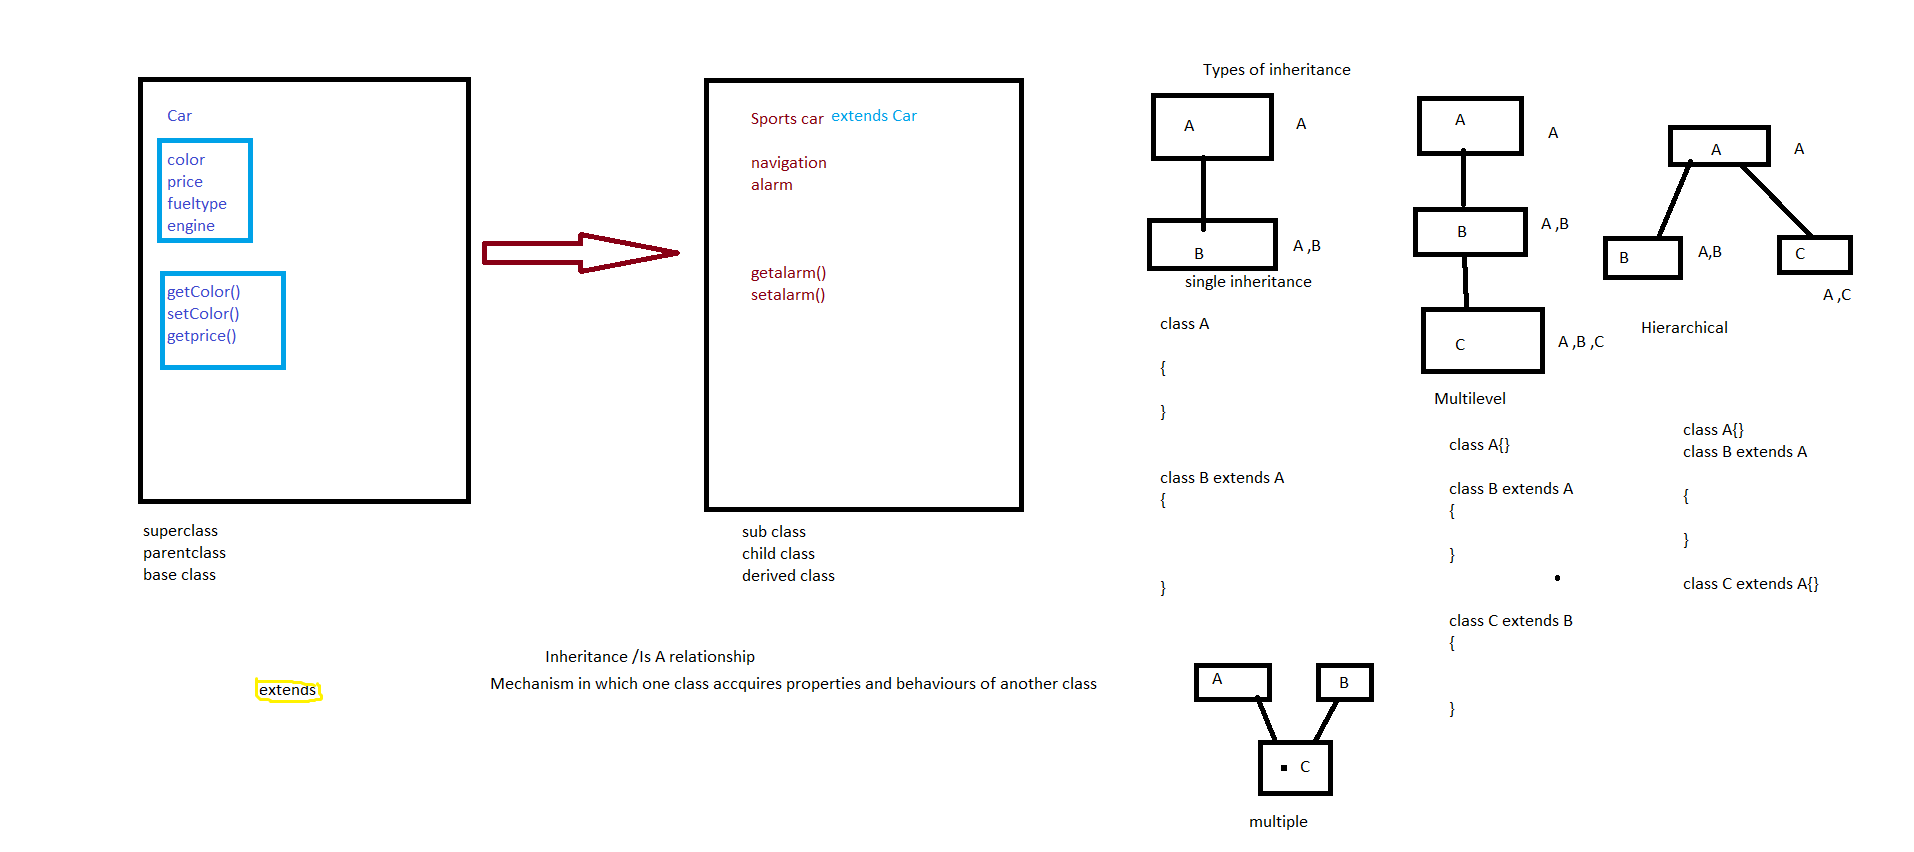 Car
color
price
fueltype
engine
getColor()
setColor()
getprice()
superclass
parentclass
base class
Sports car extends Car
navigation
alarm
getalarm()
setalarm()
sub class
child class
derived class
extends
Inheritance /Is A relationship
Mechanism in which one class accquires properties and behaviours of another class
Types of inheritance
A
A
B
A ,B
single inheritance
class A
{
}
class B extends A
{
}
A
A
B
A ,B
C
A ,B ,C
Multilevel
class A{}
class B extends A
{
}
class C extends B
{
}
A
A
B
A,B
C
A ,C
Hierarchical
class A{}
class B extends A
{
}
class C extends A{}
A
B
C
multiple